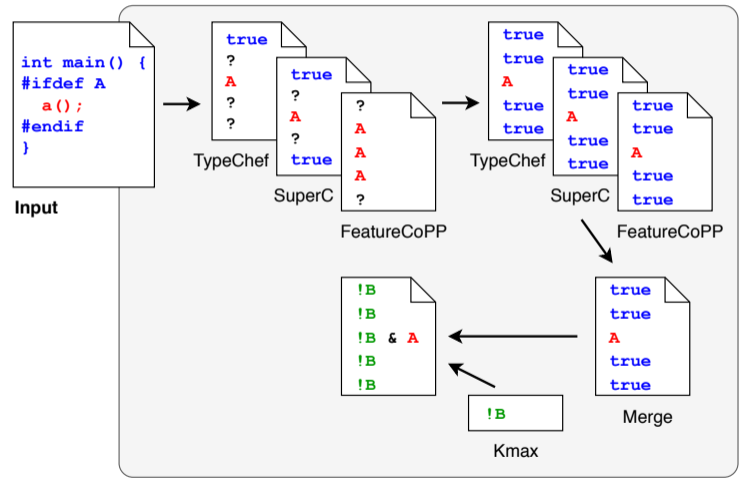 int main() {
#ifdef A
a();
#endif
}
Input
true
?
A
?
?
TypeChef
true
?
A
?
true
SuperC
?
A
A
A
?
FeatureCoPP
true
true
A
true
true
TypeChef
true
true
A
true
true
SuperC
true
true
A
true
true
FeatureCoPP
true
true
A
true
true
Merge
!B
!B
!B & A
!B
!B
!B
Kmax